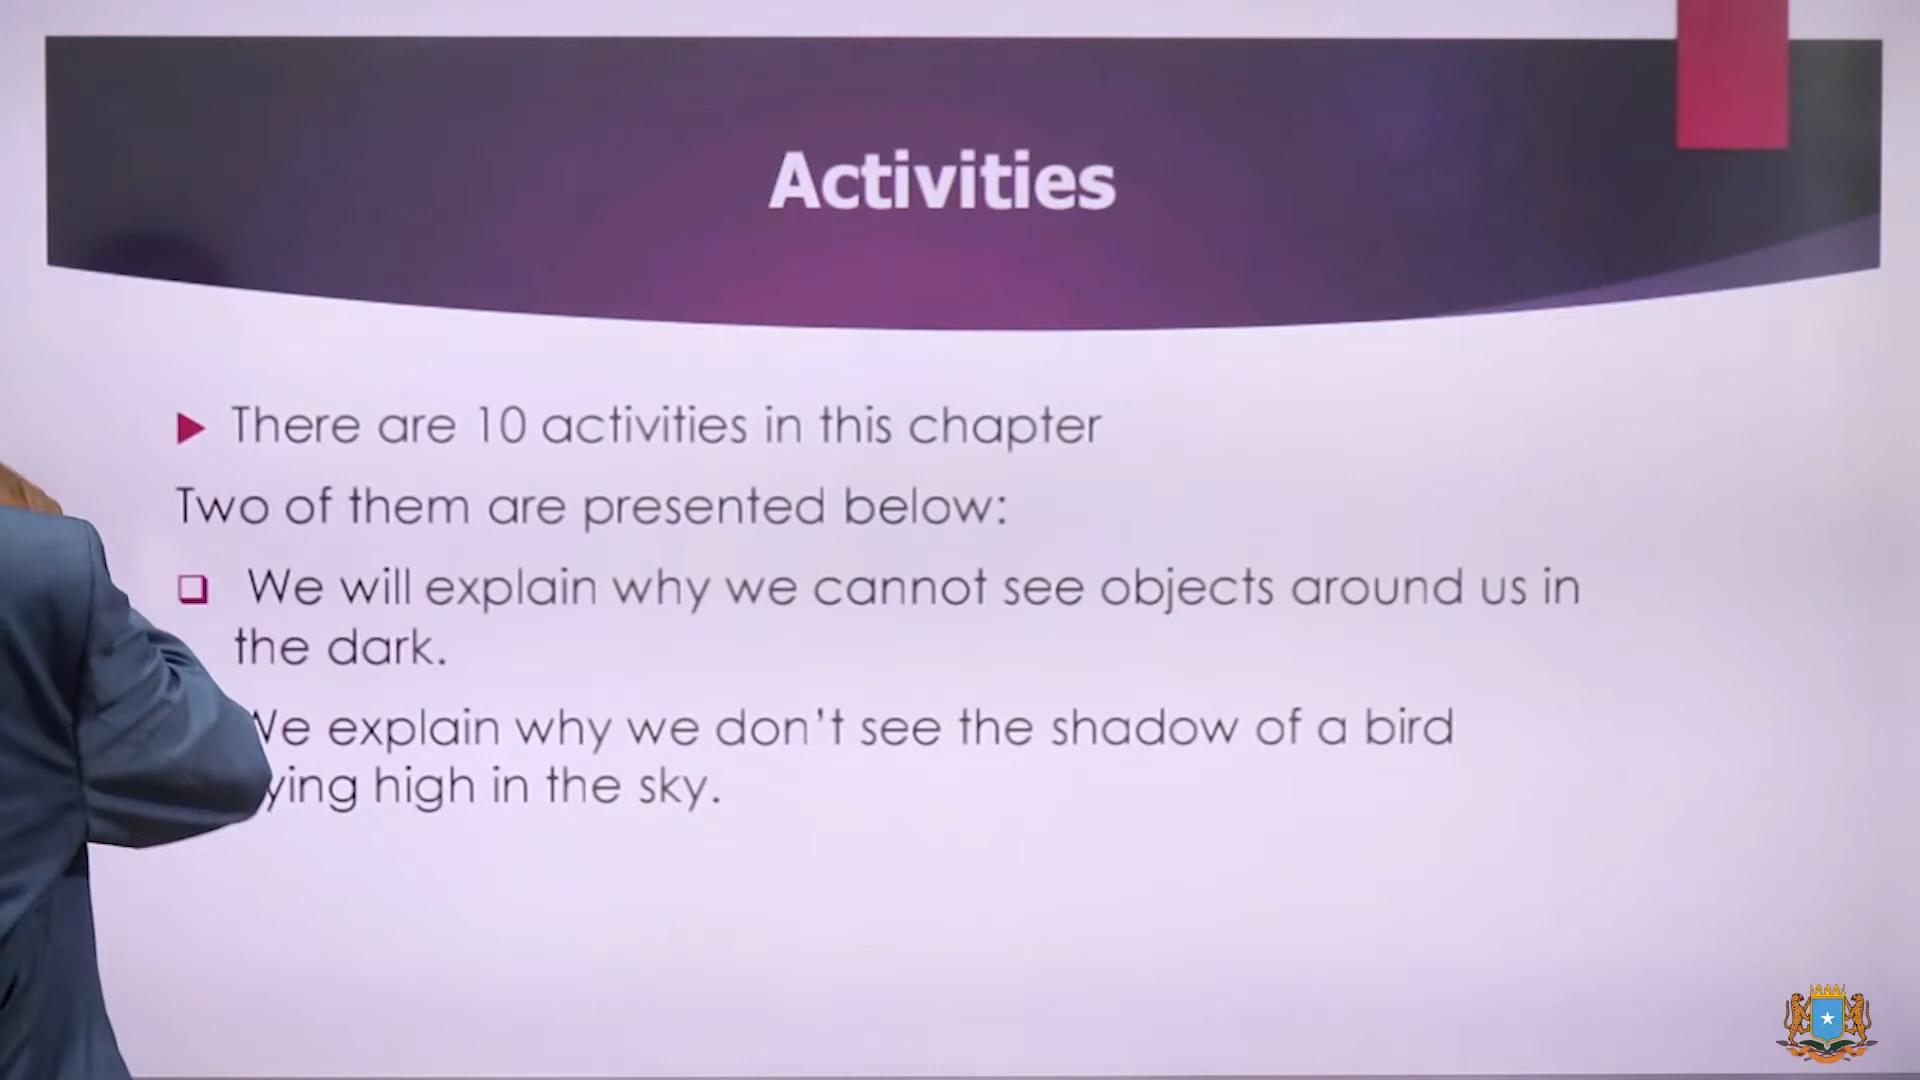 Activities
There are 10 activities in this chapter
Two of them are presented below:
We will explain why we cannot see objects around us in
the dark.
We explain why we don't see the shadow of a bird
high in the sky.